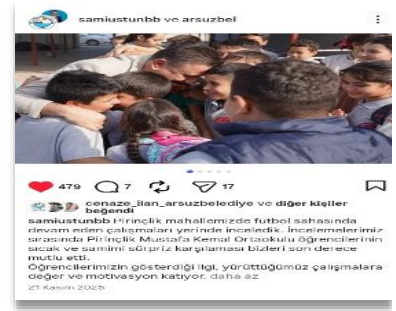 samiustunbb ve arsuzbel
479 7 17
cenaze_ilan_arsuzbelediye ve diğer kişiler
beğendi
samiustunbb Pirinçlik mahallemizde futbol sahasında
devam eden çalışmaları yerinde inceledik. İncelemelerimiz
sırasında Pirinçlik Mustafa Kemal Ortaokulu öğrencilerinin
sıcak ve samimi sürpriz karşılaması bizleri son derece
mutlu etti.
Öğrencilerimizin gösterdiği ilgi, yürüttüğümüz çalışmalara
değer ve motivasyon katıyor. daha az
21 Kasım 2025